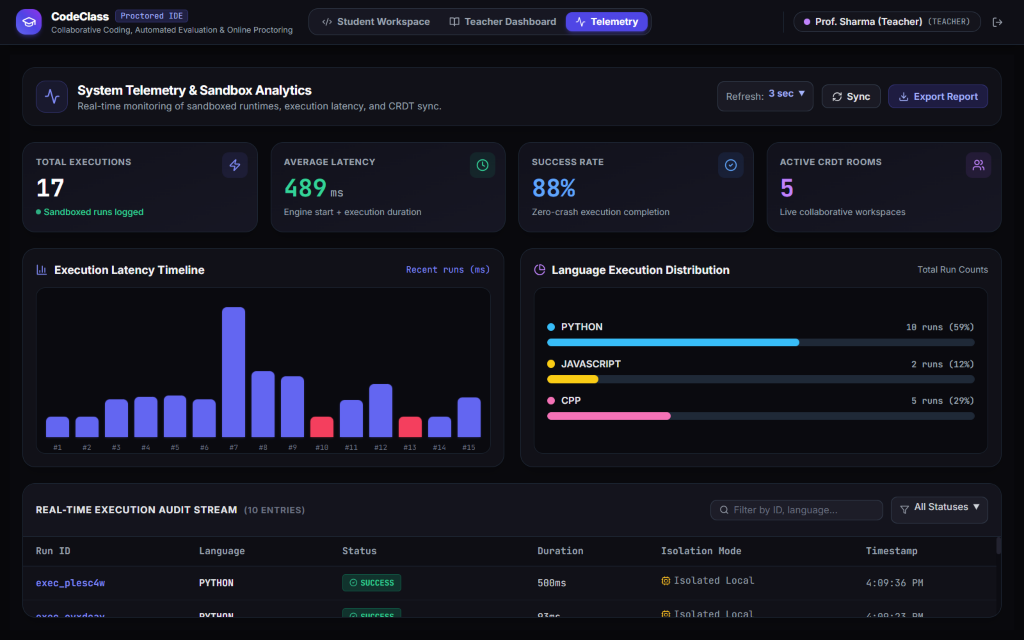 CodeClass Proctored IDE
Collaborative Coding, Automated Evaluation & Online Proctoring
</> Student Workspace Teacher Dashboard Telemetry
Prof. Sharma (Teacher) (TEACHER)
System Telemetry & Sandbox Analytics
Real-time monitoring of sandboxed runtimes, execution latency, and CRDT sync.
Refresh: 3 sec ▼ Sync Export Report
TOTAL EXECUTIONS
17
Sandboxed runs logged
AVERAGE LATENCY
489 ms
Engine start + execution duration
SUCCESS RATE
88%
Zero-crash execution completion
ACTIVE CRDT ROOMS
5
Live collaborative workspaces
Execution Latency Timeline Recent runs (ms)
#1 #2 #3 #4 #5 #6 #7 #8 #9 #10 #11 #12 #13 #14 #15
Language Execution Distribution Total Run Counts
PYTHON 10 runs (59%)
JAVASCRIPT 2 runs (12%)
CPP 5 runs (29%)
REAL-TIME EXECUTION AUDIT STREAM (10 ENTRIES)
Filter by ID, language... All Statuses ▼
Run ID Language Status Duration Isolation Mode Timestamp
exec_plesc4w PYTHON SUCCESS 500ms Isolated Local 4:09:36 PM
PYTHON SUCCESS 93ms Isolated Local 4:09:23 PM